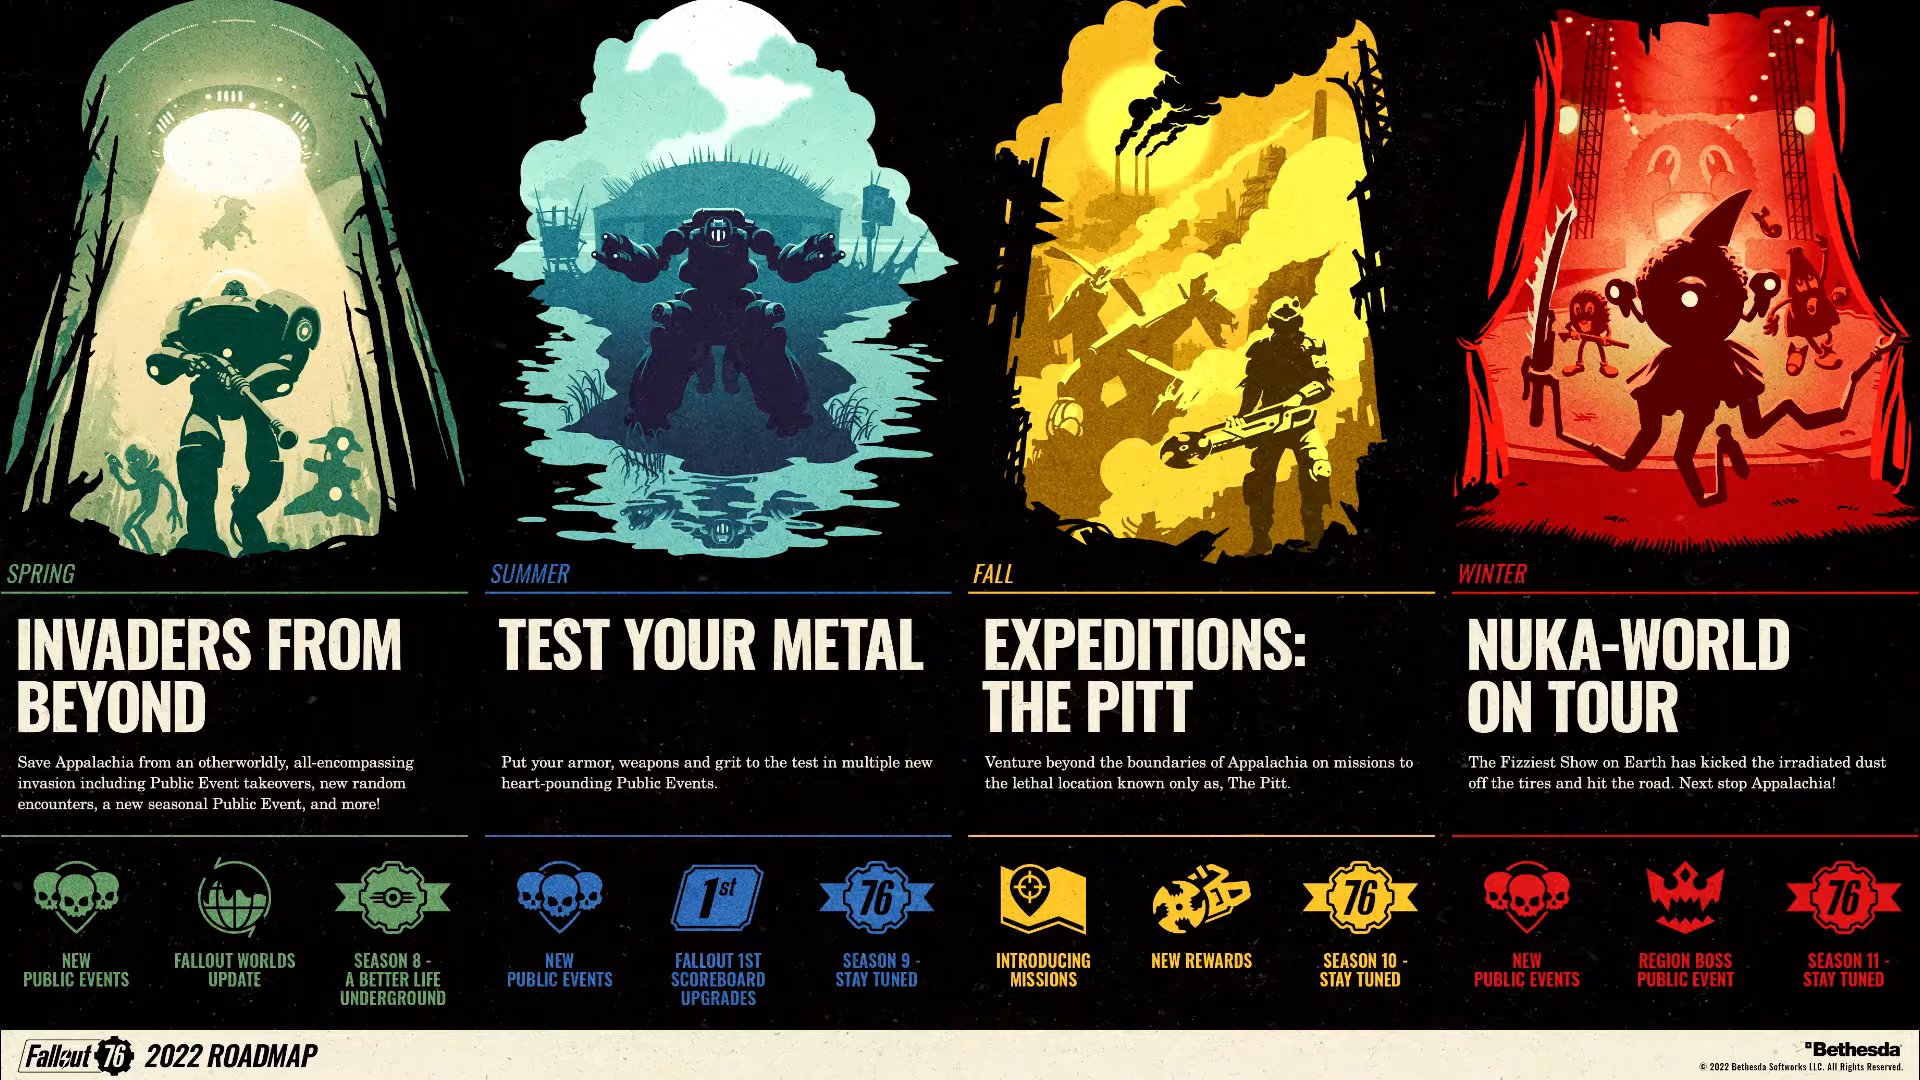 SPRING
INVADERS FROM
BEYOND
Save Appalachia from an otherworldly, all-encompassing
invasion including Public Event takeovers, new random
encounters, a new seasonal Public Event, and more!
NEW
PUBLIC EVENTS
FALLOUT WORLDS
UPDATE
SEASON 8 -
A BETTER LIFE
UNDERGROUND
SUMMER
TEST YOUR METAL
Put your armor, weapons and grit to the test in multiple new
heart-pounding Public Events.
NEW
PUBLIC EVENTS
1st
FALLOUT 1ST
SCOREBOARD
UPGRADES
76
SEASON 9 -
STAY TUNED
FALL
EXPEDITIONS:
THE PITT
Venture beyond the boundaries of Appalachia on missions to
the lethal location known only as, The Pitt.
INTRODUCING
MISSIONS
NEW REWARDS
76
SEASON 10 -
STAY TUNED
WINTER
NUKA-WORLD
ON TOUR
The Fizziest Show on Earth has kicked the irradiated dust
off the tires and hit the road. Next stop Appalachia!
NEW
PUBLIC EVENTS
REGION BOSS
PUBLIC EVENT
76
SEASON 11 -
STAY TUNED
Fallout 76 2022 ROADMAP
Bethesda
© 2022 Bethesda Softworks LLC. All Rights Reserved.